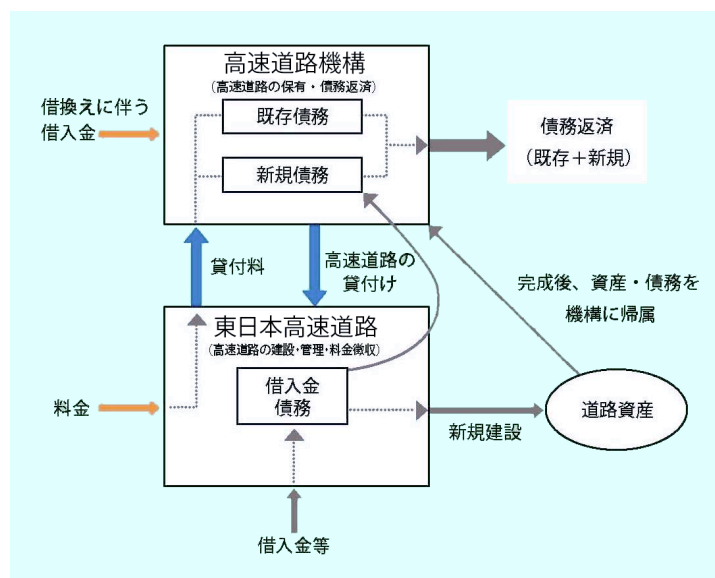 高速道路機構
(高速道路の保有・債務返済)
借換えに伴う
借入金
既存債務
新規債務
債務返済
（既存＋新規）
貸付料
高速道路の
貸付け
完成後、資産・債務を
機構に帰属
東日本高速道路
(高速道路の建設・管理・料金徴収)
借入金
債務
料金
新規建設
道路資産
借入金等